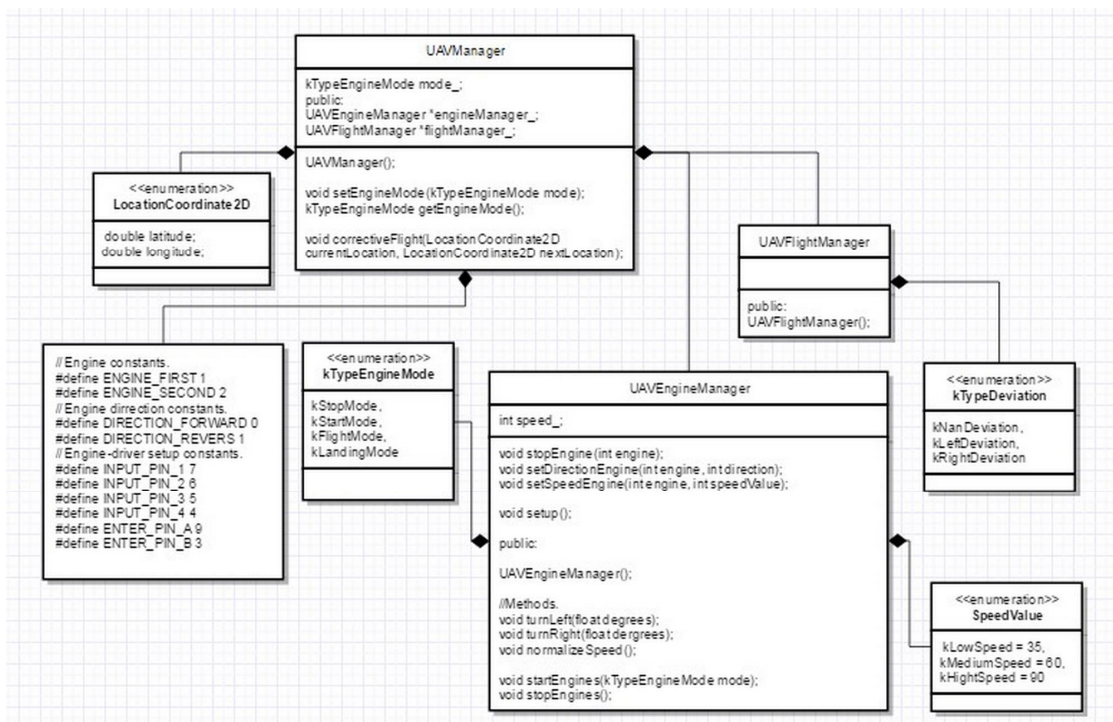 UAVManager
kTypeEngineMode mode_;
public:
UAVEngineManager *engineManager_;
UAVFlightManager *flightManager_;
UAVManager();
void setEngineMode(kTypeEngineMode mode);
kTypeEngineMode getEngineMode();
void correctiveFlight(LocationCoordinate2D
currentLocation, LocationCoordinate2D nextLocation);
<<enumeration>>
LocationCoordinate2D
double latitude;
double longitude;
UAVFlightManager
public:
UAVFlightManager();
//Engine constants.
#define ENGINE_FIRST 1
#define ENGINE_SECOND 2
//Engine dirrection constants.
#define DIRECTION_FORWARD 0
#define DIRECTION_REVERS 1
//Engine-driver setup constants.
#define INPUT_PIN_1 7
#define INPUT_PIN_2 6
#define INPUT_PIN_3 5
#define INPUT_PIN_4 4
#define ENTER_PIN_A 9
#define ENTER_PIN_B 3
<<enumeration>>
kTypeEngineMode
kStopMode,
kStartMode,
kFlightMode,
kLandingMode
UAVEngineManager
int speed_;
void stopEngine(int engine);
void setDirectionEngine(int engine, int direction);
void setSpeedEngine(int engine, int speedValue);
void setup();
public:
UAVEngineManager();
//Methods.
void turnLeft(float degrees);
void turnRight(float dergrees);
void normalizeSpeed();
void startEngines(kTypeEngineMode mode);
void stopEngines();
<<enumeration>>
kTypeDeviation
kNanDeviation,
kLeftDeviation,
kRightDeviation
<<enumeration>>
SpeedValue
kLowSpeed = 35,
kMediumSpeed = 60,
kHightSpeed = 90